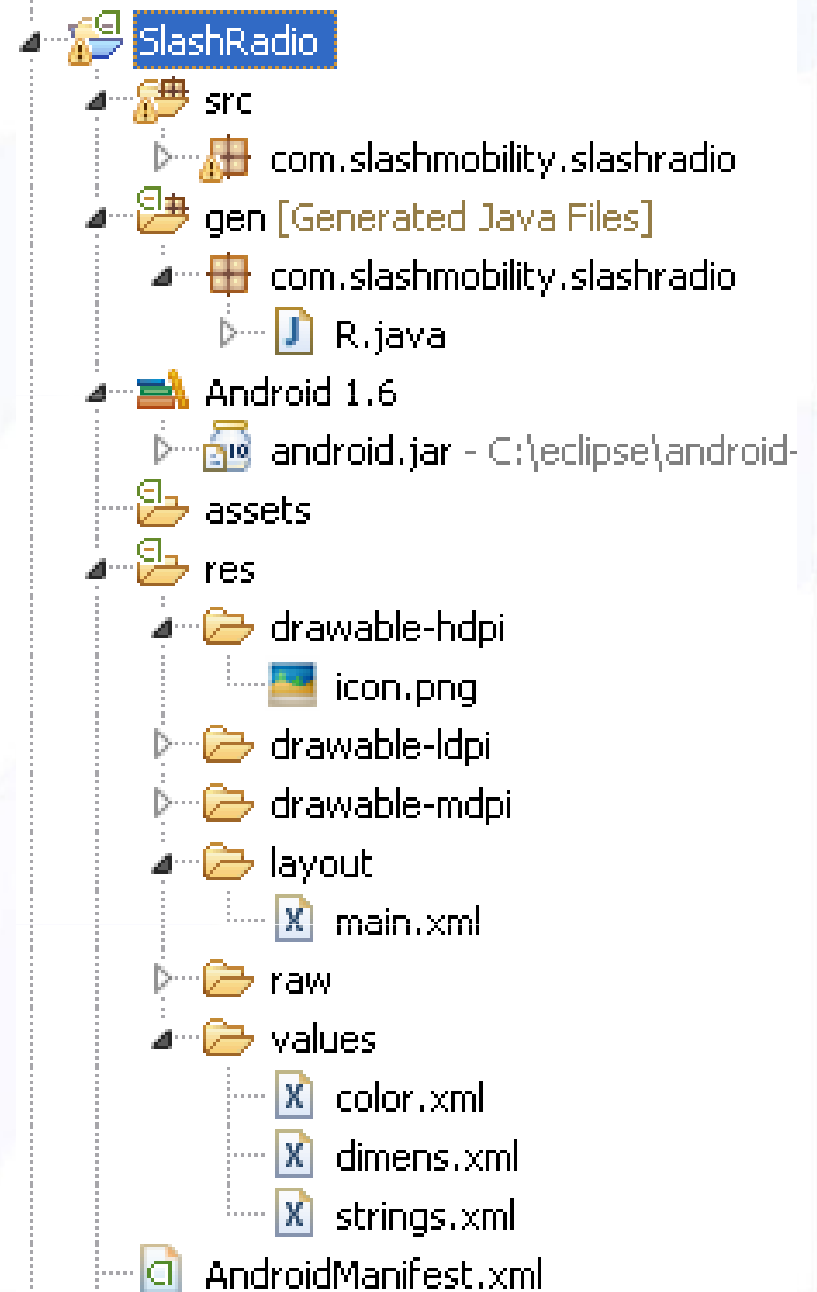 SlashRadio
src
com.slashmobility.slashradio
gen [Generated Java Files]
com.slashmobility.slashradio
R.java
Android 1.6
android.jar - C:\eclipse\android-
assets
res
drawable-hdpi
icon.png
drawable-ldpi
drawable-mdpi
layout
main.xml
raw
values
color.xml
dimens.xml
strings.xml
AndroidManifest.xml